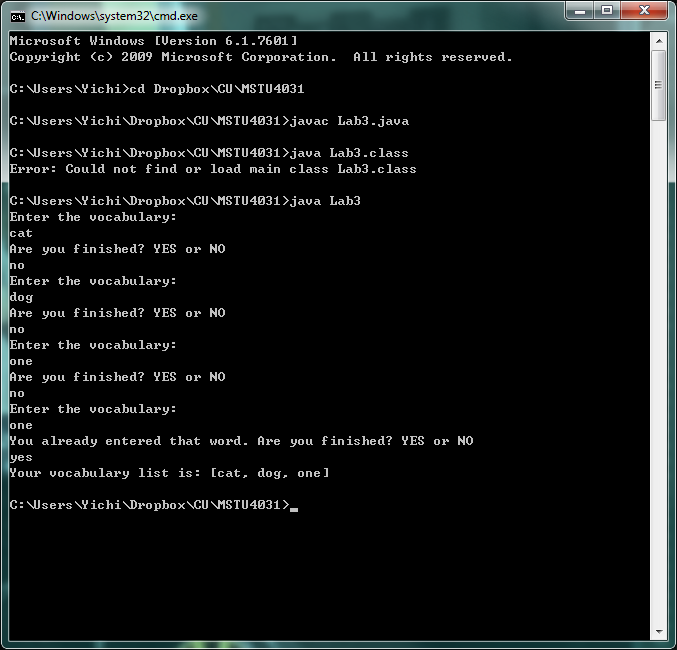 C:\Windows\system32\cmd.exe
Microsoft Windows [Version 6.1.7601]
Copyright (c) 2009 Microsoft Corporation.  All rights reserved.
C:\Users\Yichi>cd Dropbox\CU\MSTU4031
C:\Users\Yichi\Dropbox\CU\MSTU4031>javac Lab3.java
C:\Users\Yichi\Dropbox\CU\MSTU4031>java Lab3.class
Error: Could not find or load main class Lab3.class
C:\Users\Yichi\Dropbox\CU\MSTU4031>java Lab3
Enter the vocabulary:
cat
Are you finished? YES or NO
no
Enter the vocabulary:
dog
Are you finished? YES or NO
no
Enter the vocabulary:
one
Are you finished? YES or NO
no
Enter the vocabulary:
one
You already entered that word. Are you finished? YES or NO
yes
Your vocabulary list is: [cat, dog, one]
C:\Users\Yichi\Dropbox\CU\MSTU4031>